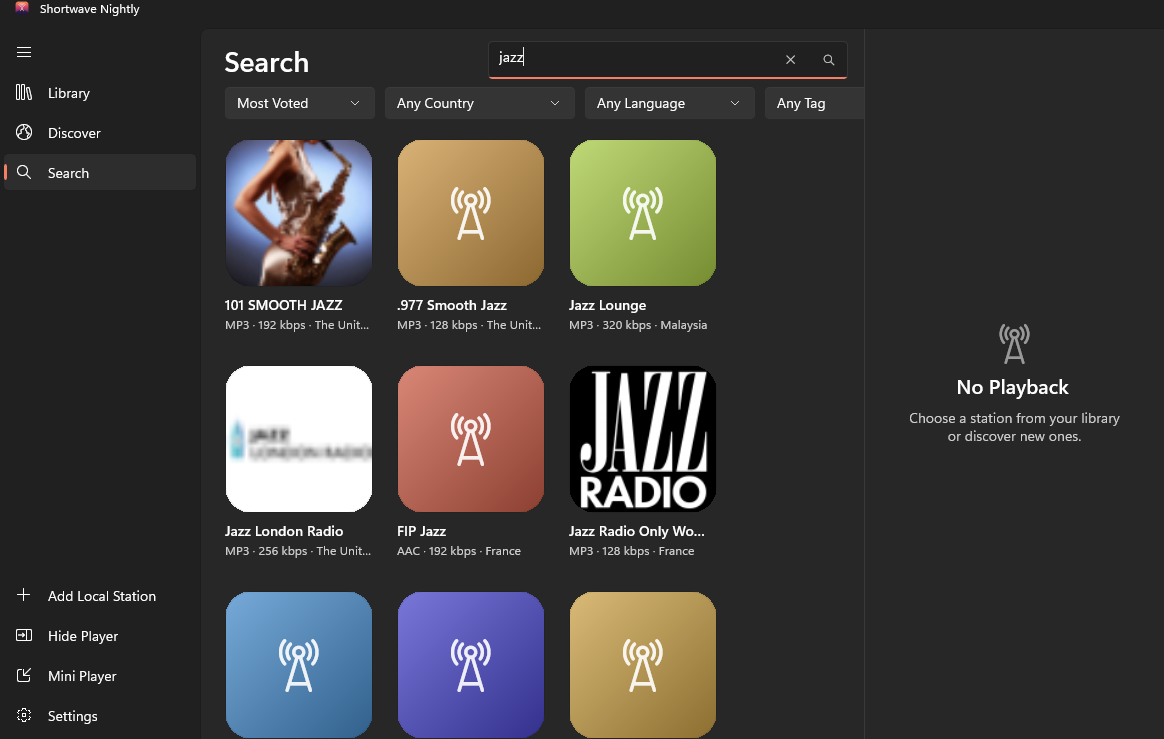 Shortwave Nightly
Search
jazz
Library
Discover
Search
Most Voted
Any Country
Any Language
Any Tag
101 SMOOTH JAZZ
MP3 · 192 kbps · The Unit...
.977 Smooth Jazz
MP3 · 128 kbps · The Unit...
Jazz Lounge
MP3 · 320 kbps · Malaysia
JAZZ
LONDON RADIO
Jazz London Radio
MP3 · 256 kbps · The Unit...
FIP Jazz
AAC · 192 kbps · France
JAZZ
RADIO
Jazz Radio Only Wo...
MP3 · 128 kbps · France
No Playback
Choose a station from your library
or discover new ones.
Add Local Station
Hide Player
Mini Player
Settings